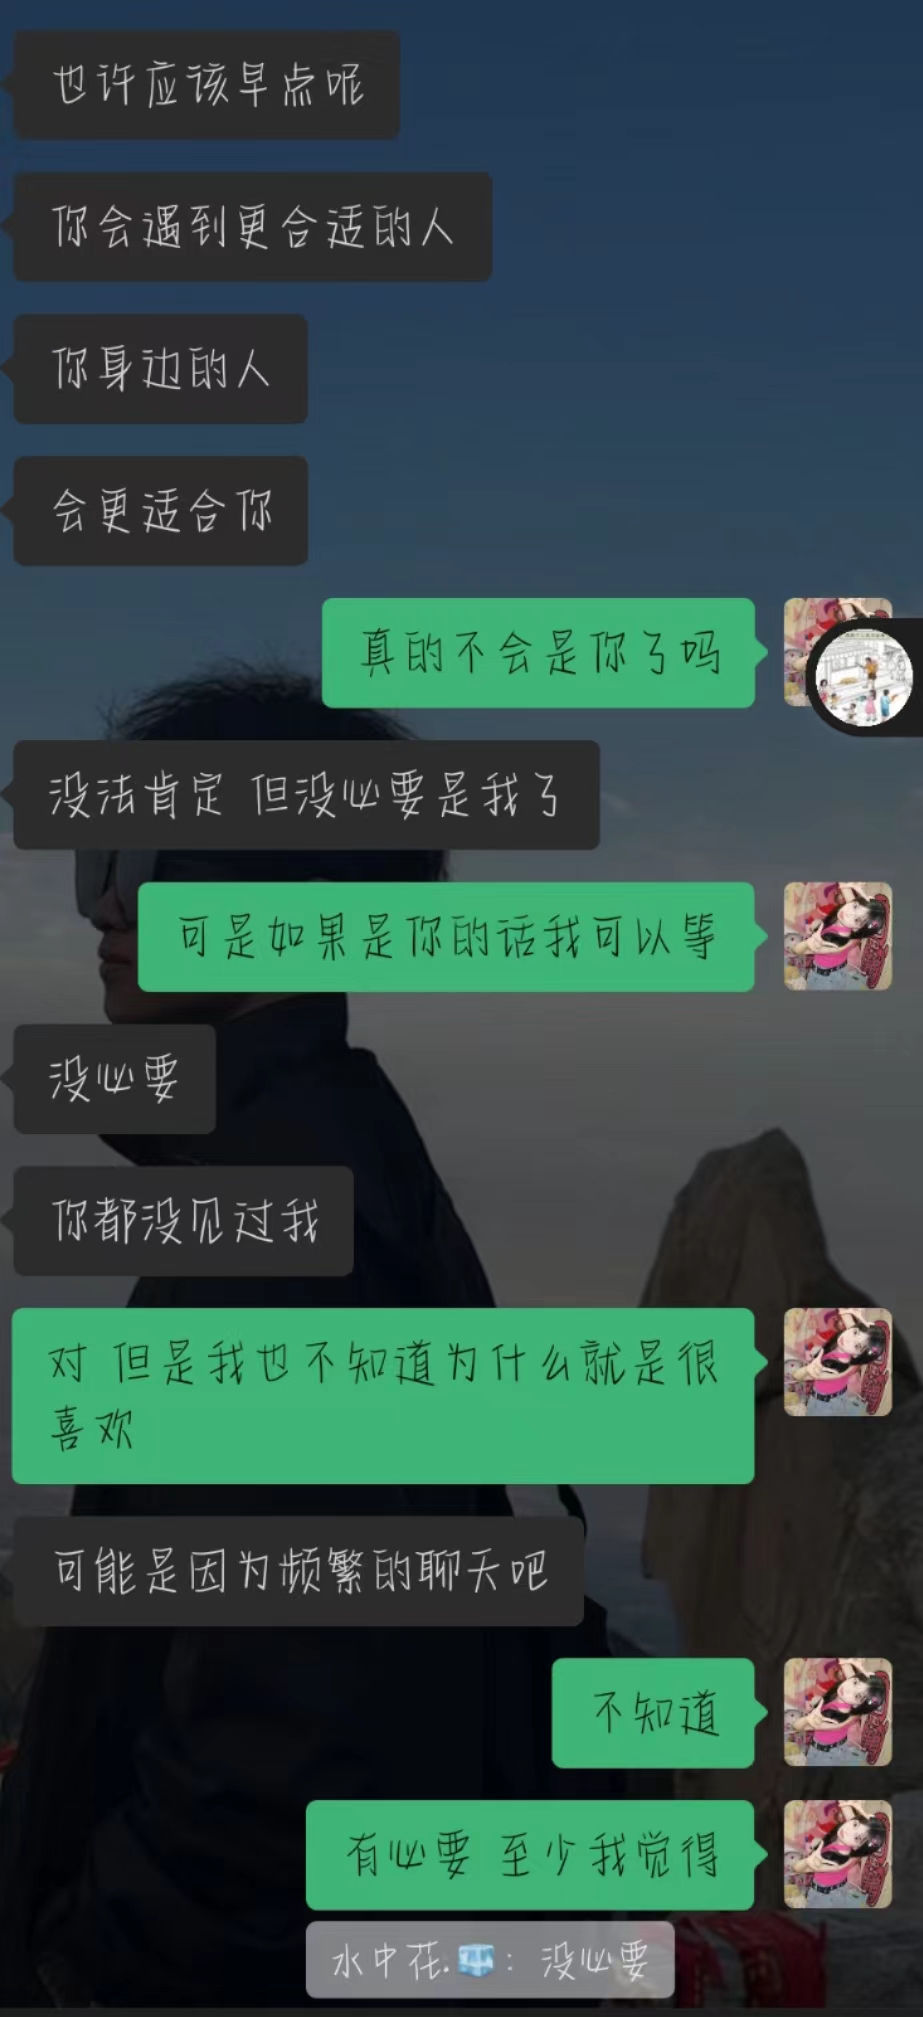 也许应该早点呢
你会遇到更合适的人
你身边的人
会更适合你
真的不会是你了吗
没法肯定 但没必要是我了
可是如果是你的话我可以等
没必要
你都没见过我
对 但是我也不知道为什么就是很
喜欢
可能是因为频繁的聊天吧
不知道
有必要 至少我觉得
水中花.🧊：没必要